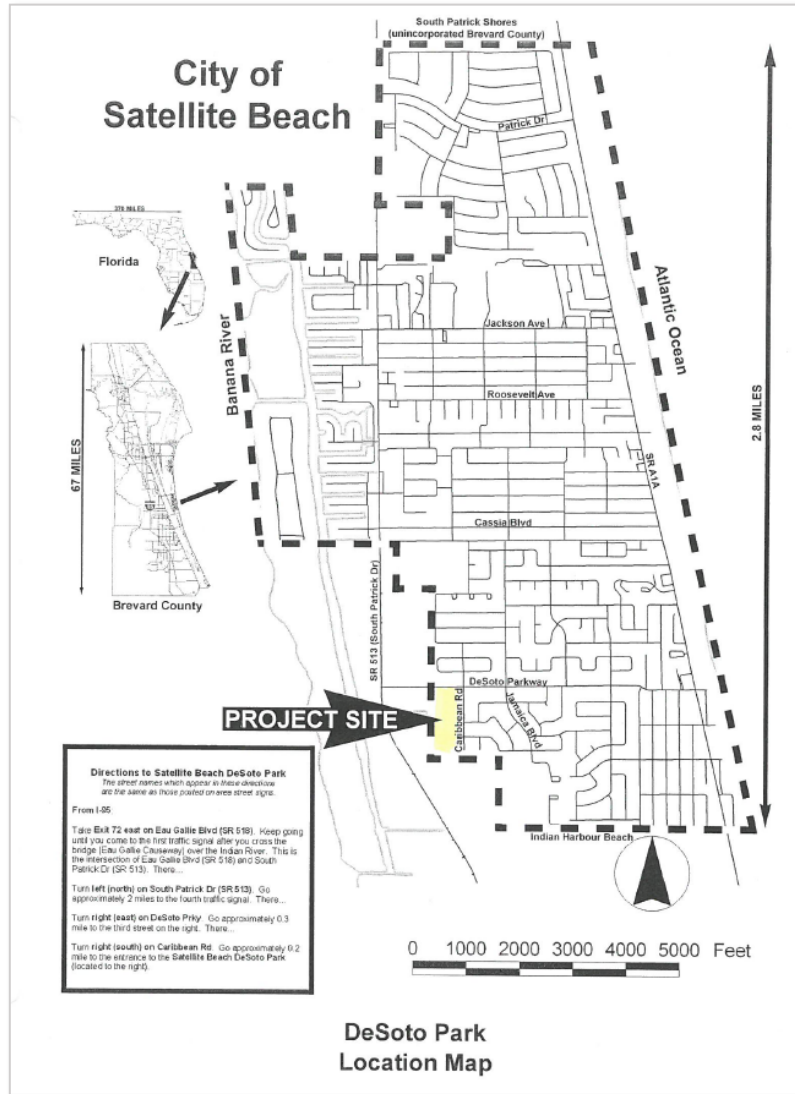 South Patrick Shores
(unincorporated Brevard County)
City of
Satellite Beach
Patrick Dr
376 MILES
Florida
Atlantic Ocean
Banana River
Jackson Ave
Roosevelt Ave
2.8 MILES
67 MILES
SR A1A
Cassia Blvd
Brevard County
SR 513 (South Patrick Dr)
DeSoto Parkway
PROJECT SITE
Caribbean Rd
Jamaica Blvd
Directions to Satellite Beach DeSoto Park
The street names which appear in these directions
are the same as those posted on area street signs.
From I-95:
Take Exit 72 east on Eau Gallie Blvd (SR 518). Keep going
until you come to the first traffic signal after you cross the
bridge (Eau Gallie Causeway) over the Indian River. This is
the intersection of Eau Gallie Blvd (SR 518) and South
Patrick Dr (SR 513). There...
Turn left (north) on South Patrick Dr (SR 513). Go
approximately 2 miles to the fourth traffic signal. There...
Turn right (east) on DeSoto Prky. Go approximately 0.3
mile to the third street on the right. There...
Turn right (south) on Caribbean Rd. Go approximately 0.2
mile to the entrance to the Satellite Beach DeSoto Park
(located to the right).
Indian Harbour Beach
0 1000 2000 3000 4000 5000 Feet
DeSoto Park
Location Map